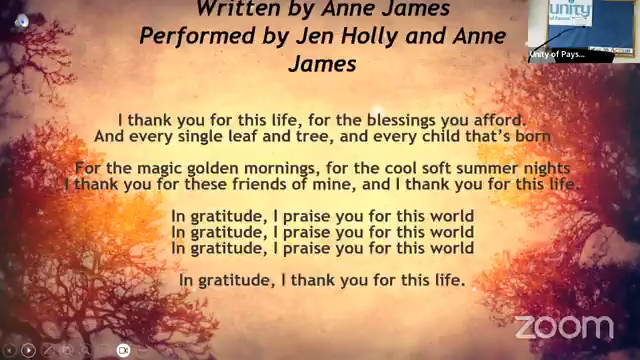 Written by Anne James
Performed by Jen Holly and Anne
James
unity
Unity of Pays...
I thank you for this life, for the blessings you afford.
And every single leaf and tree, and every child that's born
For the magic golden mornings, for the cool soft summer nights
I thank you for these friends of mine, and I thank you for this life.
In gratitude, I praise you for this world
In gratitude, I praise you for this world
In gratitude, I praise you for this world
In gratitude, I thank you for this life.
zoom